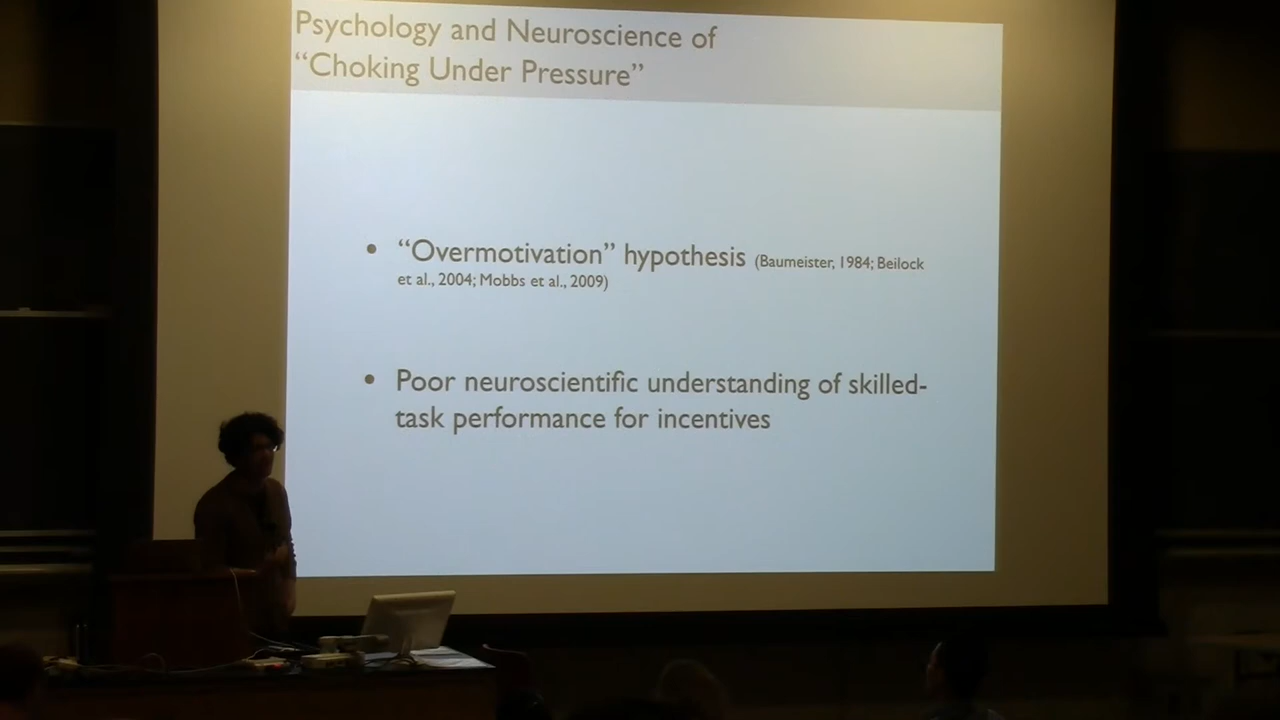 Psychology and Neuroscience of
“Choking Under Pressure”
• “Overmotivation” hypothesis (Baumeister, 1984; Beilock
et al., 2004; Mobbs et al., 2009)
• Poor neuroscientific understanding of skilled-
task performance for incentives